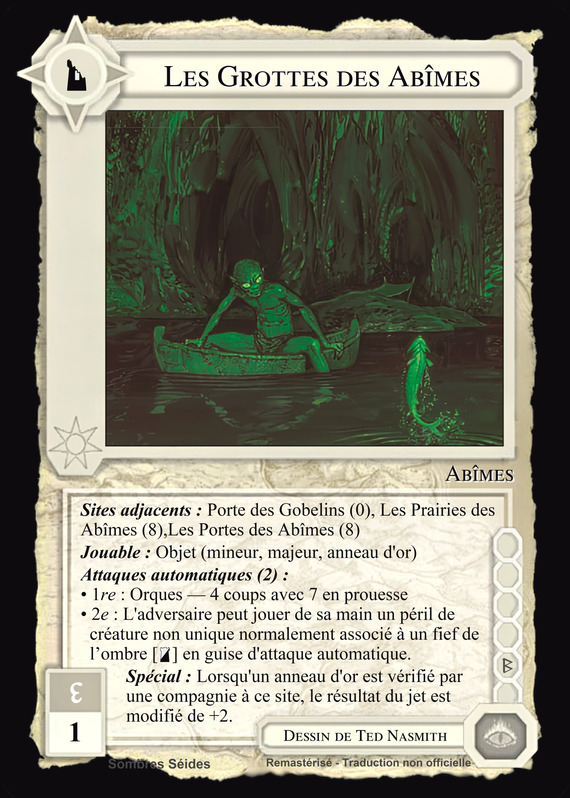 Les Grottes des Abîmes
Abîmes
Sites adjacents : Porte des Gobelins (0), Les Prairies des
Abîmes (8),Les Portes des Abîmes (8)
Jouable : Objet (mineur, majeur, anneau d'or)
Attaques automatiques (2) :
• 1re : Orques — 4 coups avec 7 en prouesse
• 2e : L'adversaire peut jouer de sa main un péril de
créature non unique normalement associé à un fief de
l'ombre [ ] en guise d'attaque automatique.
Spécial : Lorsqu'un anneau d'or est vérifié par
une compagnie à ce site, le résultat du jet est
modifié de +2.
1
Dessin de Ted Nasmith
Sombres Séides
Remastérisé - Traduction non officielle